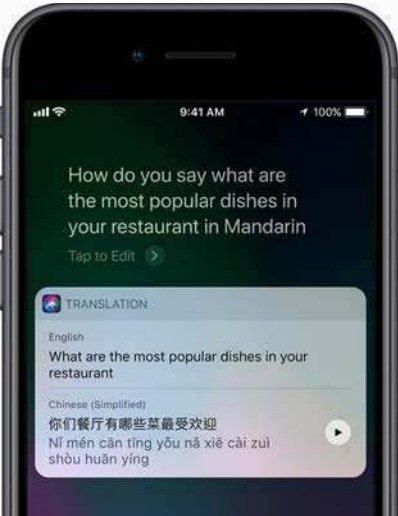 9:41 AM
100%
How do you say what are
the most popular dishes in
your restaurant in Mandarin
Tap to Edit
TRANSLATION
English
What are the most popular dishes in your
restaurant
Chinese (Simplified)
你们餐厅有哪些菜最受欢迎
Nǐ mén cān tīng yǒu nǎ xiē cài zuì
shòu huān yíng